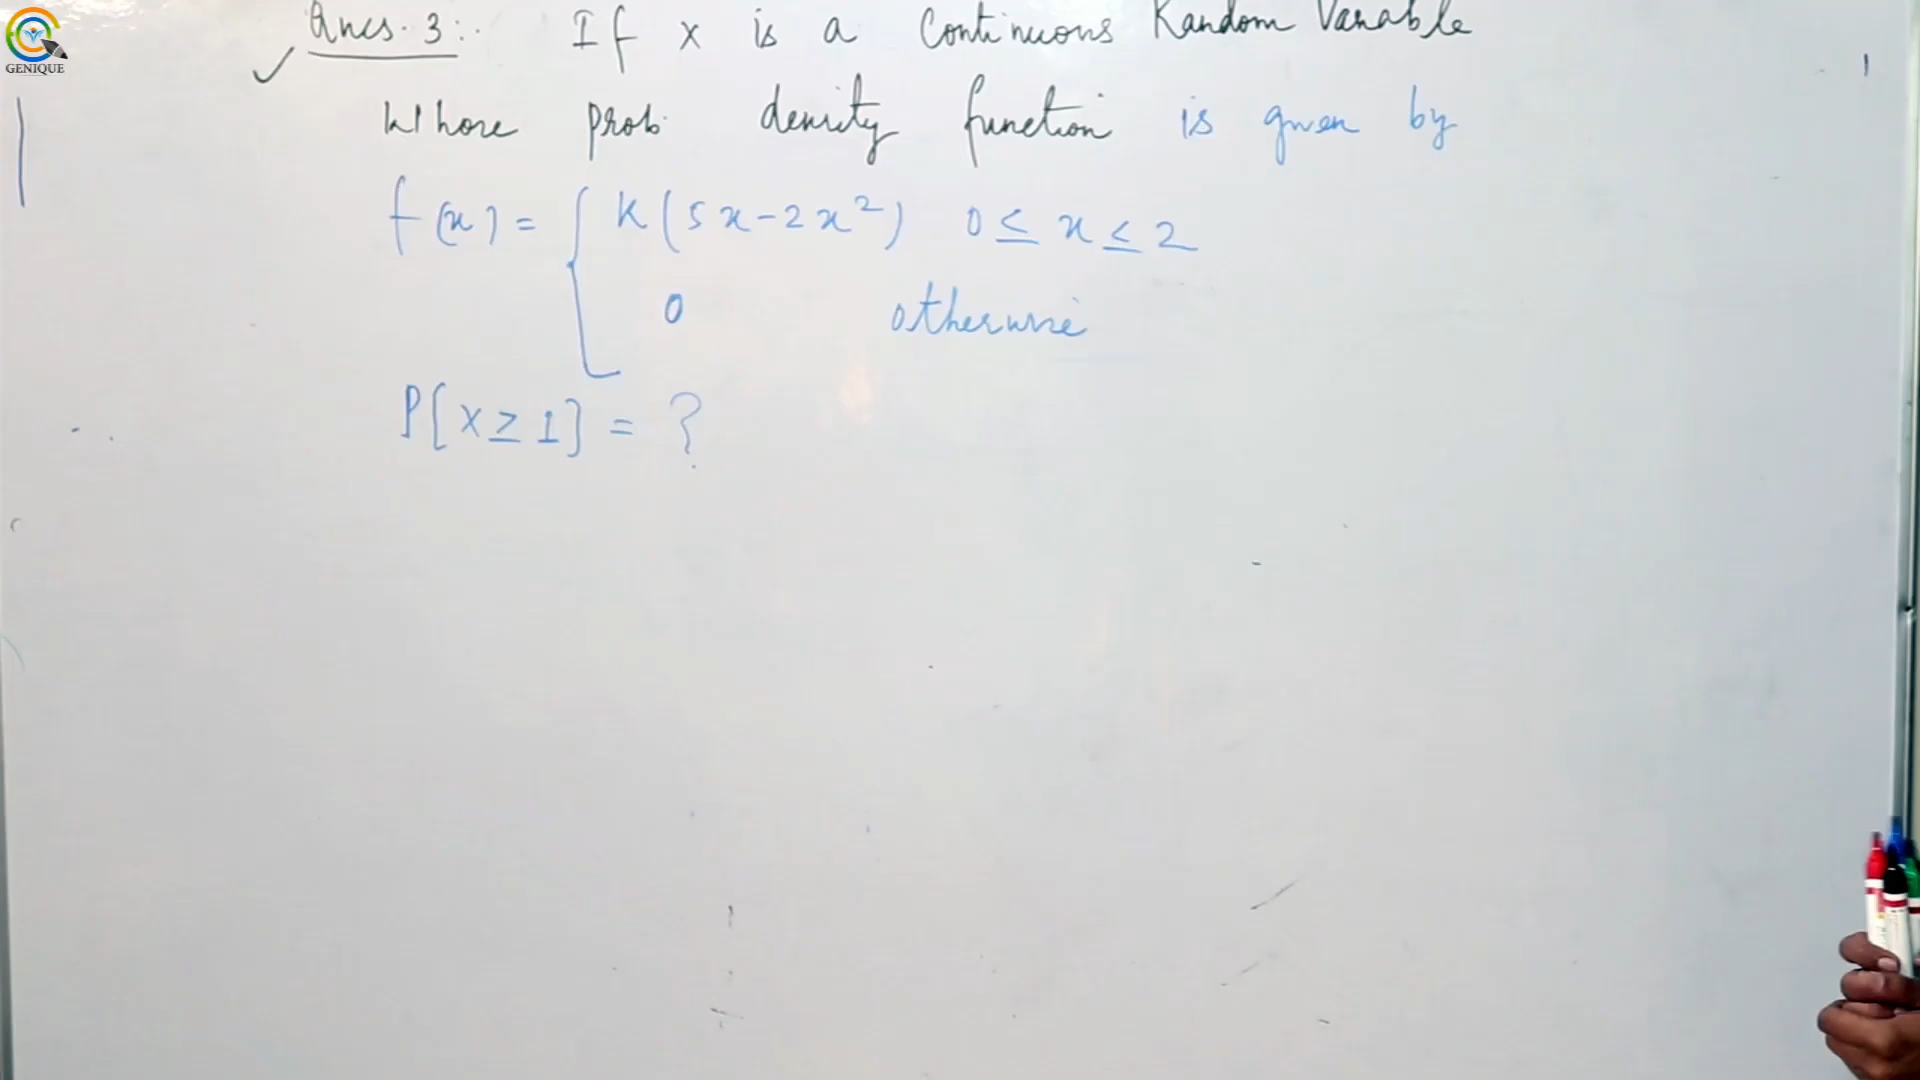 GENIQUE
Ques. 3:. If x is a Continuous Random Variable
Whose prob. density function is given by
f(x) = { K(5x-2x²) 0 ≤ x ≤ 2
0 otherwise
P[x ≥ 1] = ?